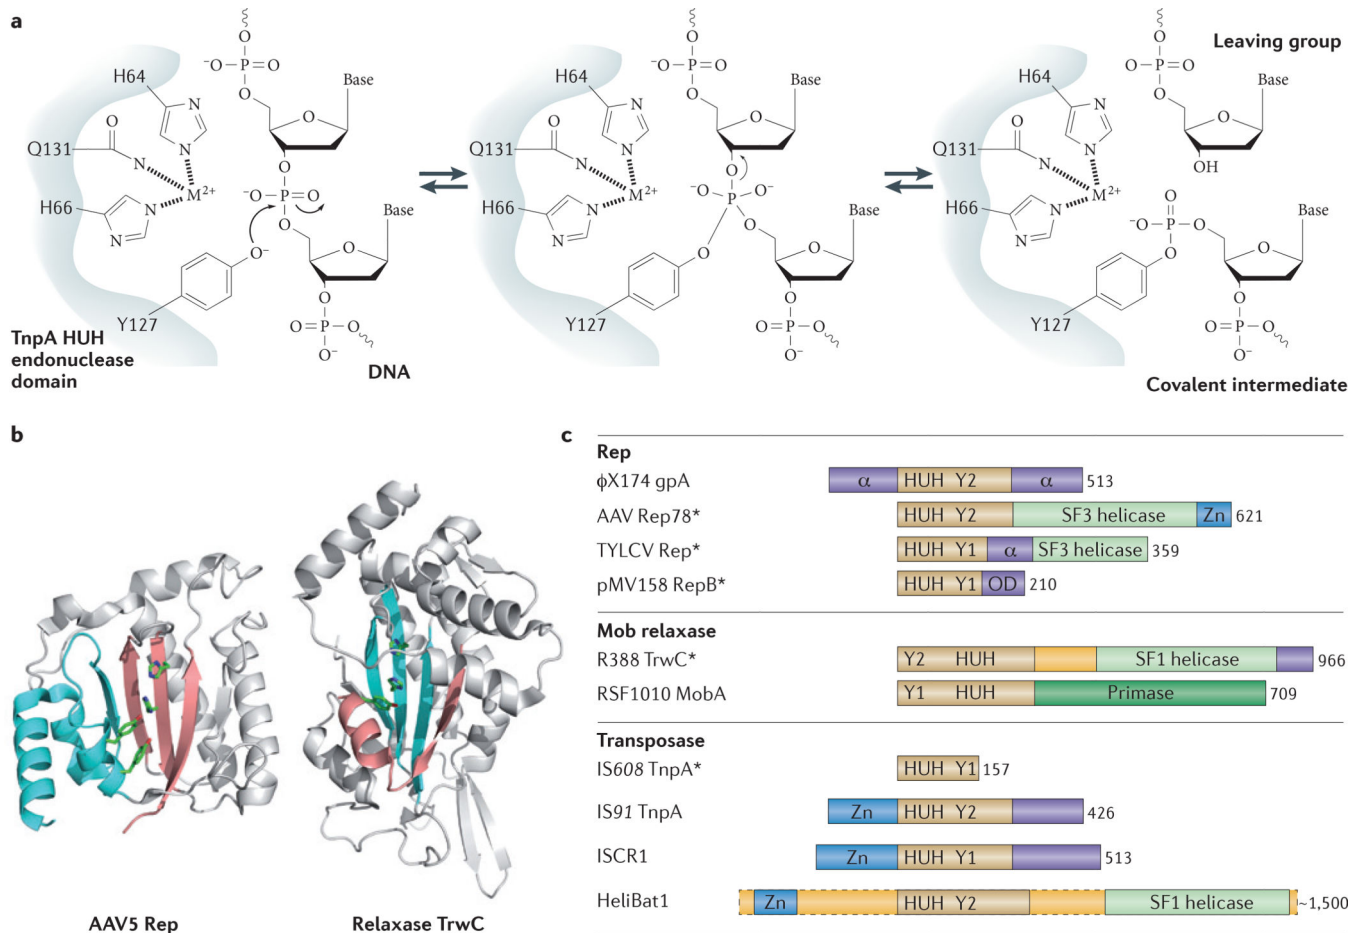 a
H64
Q131
H66
M2+
N
N
N
N
N
O
−O
P
O
O
O
O
Base
O
−O
P
O
O
O
Base
O−
Y127
O
O
P
O
O−
TnpA HUH
endonuclease
domain
DNA
H64
Q131
H66
M2+
N
N
N
N
N
O
O
−O
P
O
O
O
Base
O
−O
P
O−
O
O
O
Base
Y127
O
O
P
O
O−
H64
Q131
H66
M2+
N
N
N
N
N
O
Leaving group
O
−O
P
O
O
O
Base
OH
O
−O
P
O
O
O
Base
Y127
O
O
P
O
O−
Covalent intermediate
b
AAV5 Rep
Relaxase TrwC
c
Rep
ϕX174 gpA α HUH Y2 α 513
AAV Rep78* HUH Y2 SF3 helicase Zn 621
TYLCV Rep* HUH Y1 α SF3 helicase 359
pMV158 RepB* HUH Y1 OD 210
Mob relaxase
R388 TrwC* Y2 HUH SF1 helicase 966
RSF1010 MobA Y1 HUH Primase 709
Transposase
IS608 TnpA* HUH Y1 157
IS91 TnpA Zn HUH Y2 426
ISCR1 Zn HUH Y1 513
HeliBat1 Zn HUH Y2 SF1 helicase ~1,500